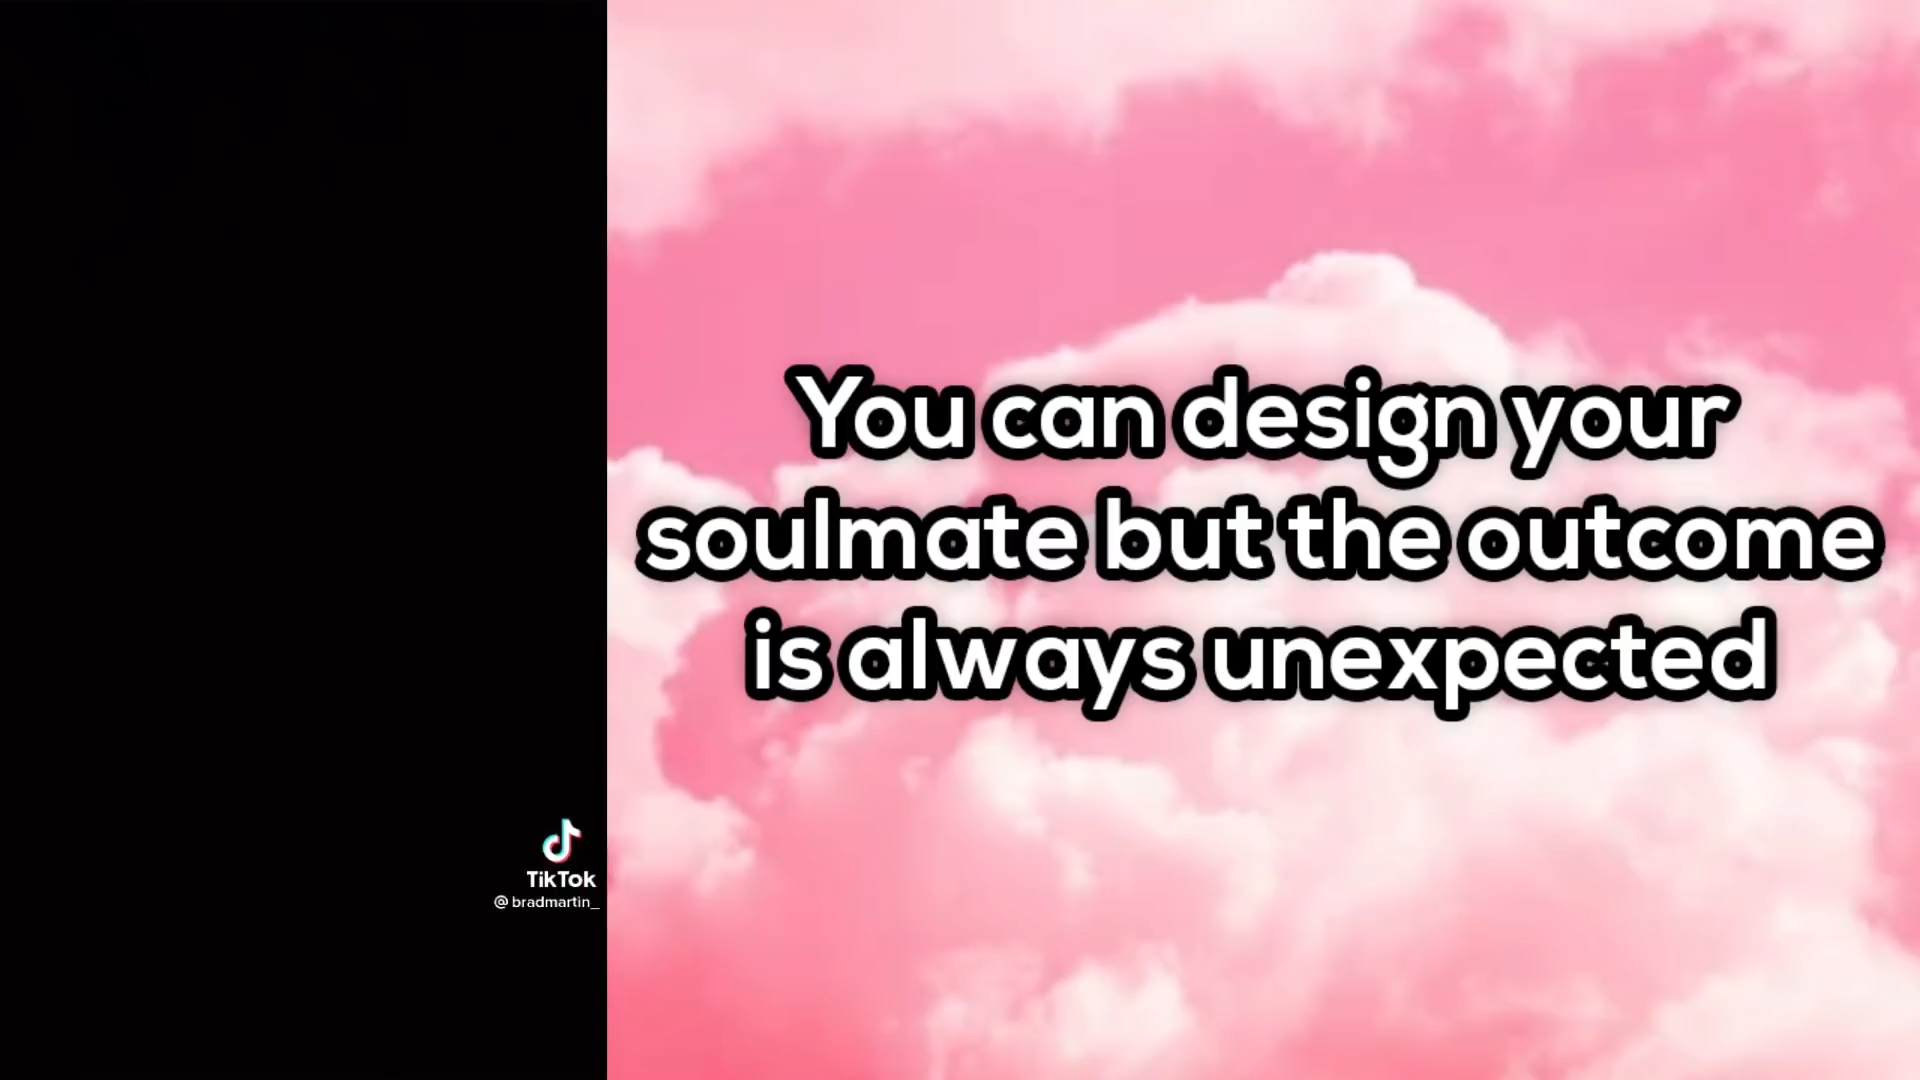 You can design your
soulmate but the outcome
is always unexpected
TikTok
@bradmartin_